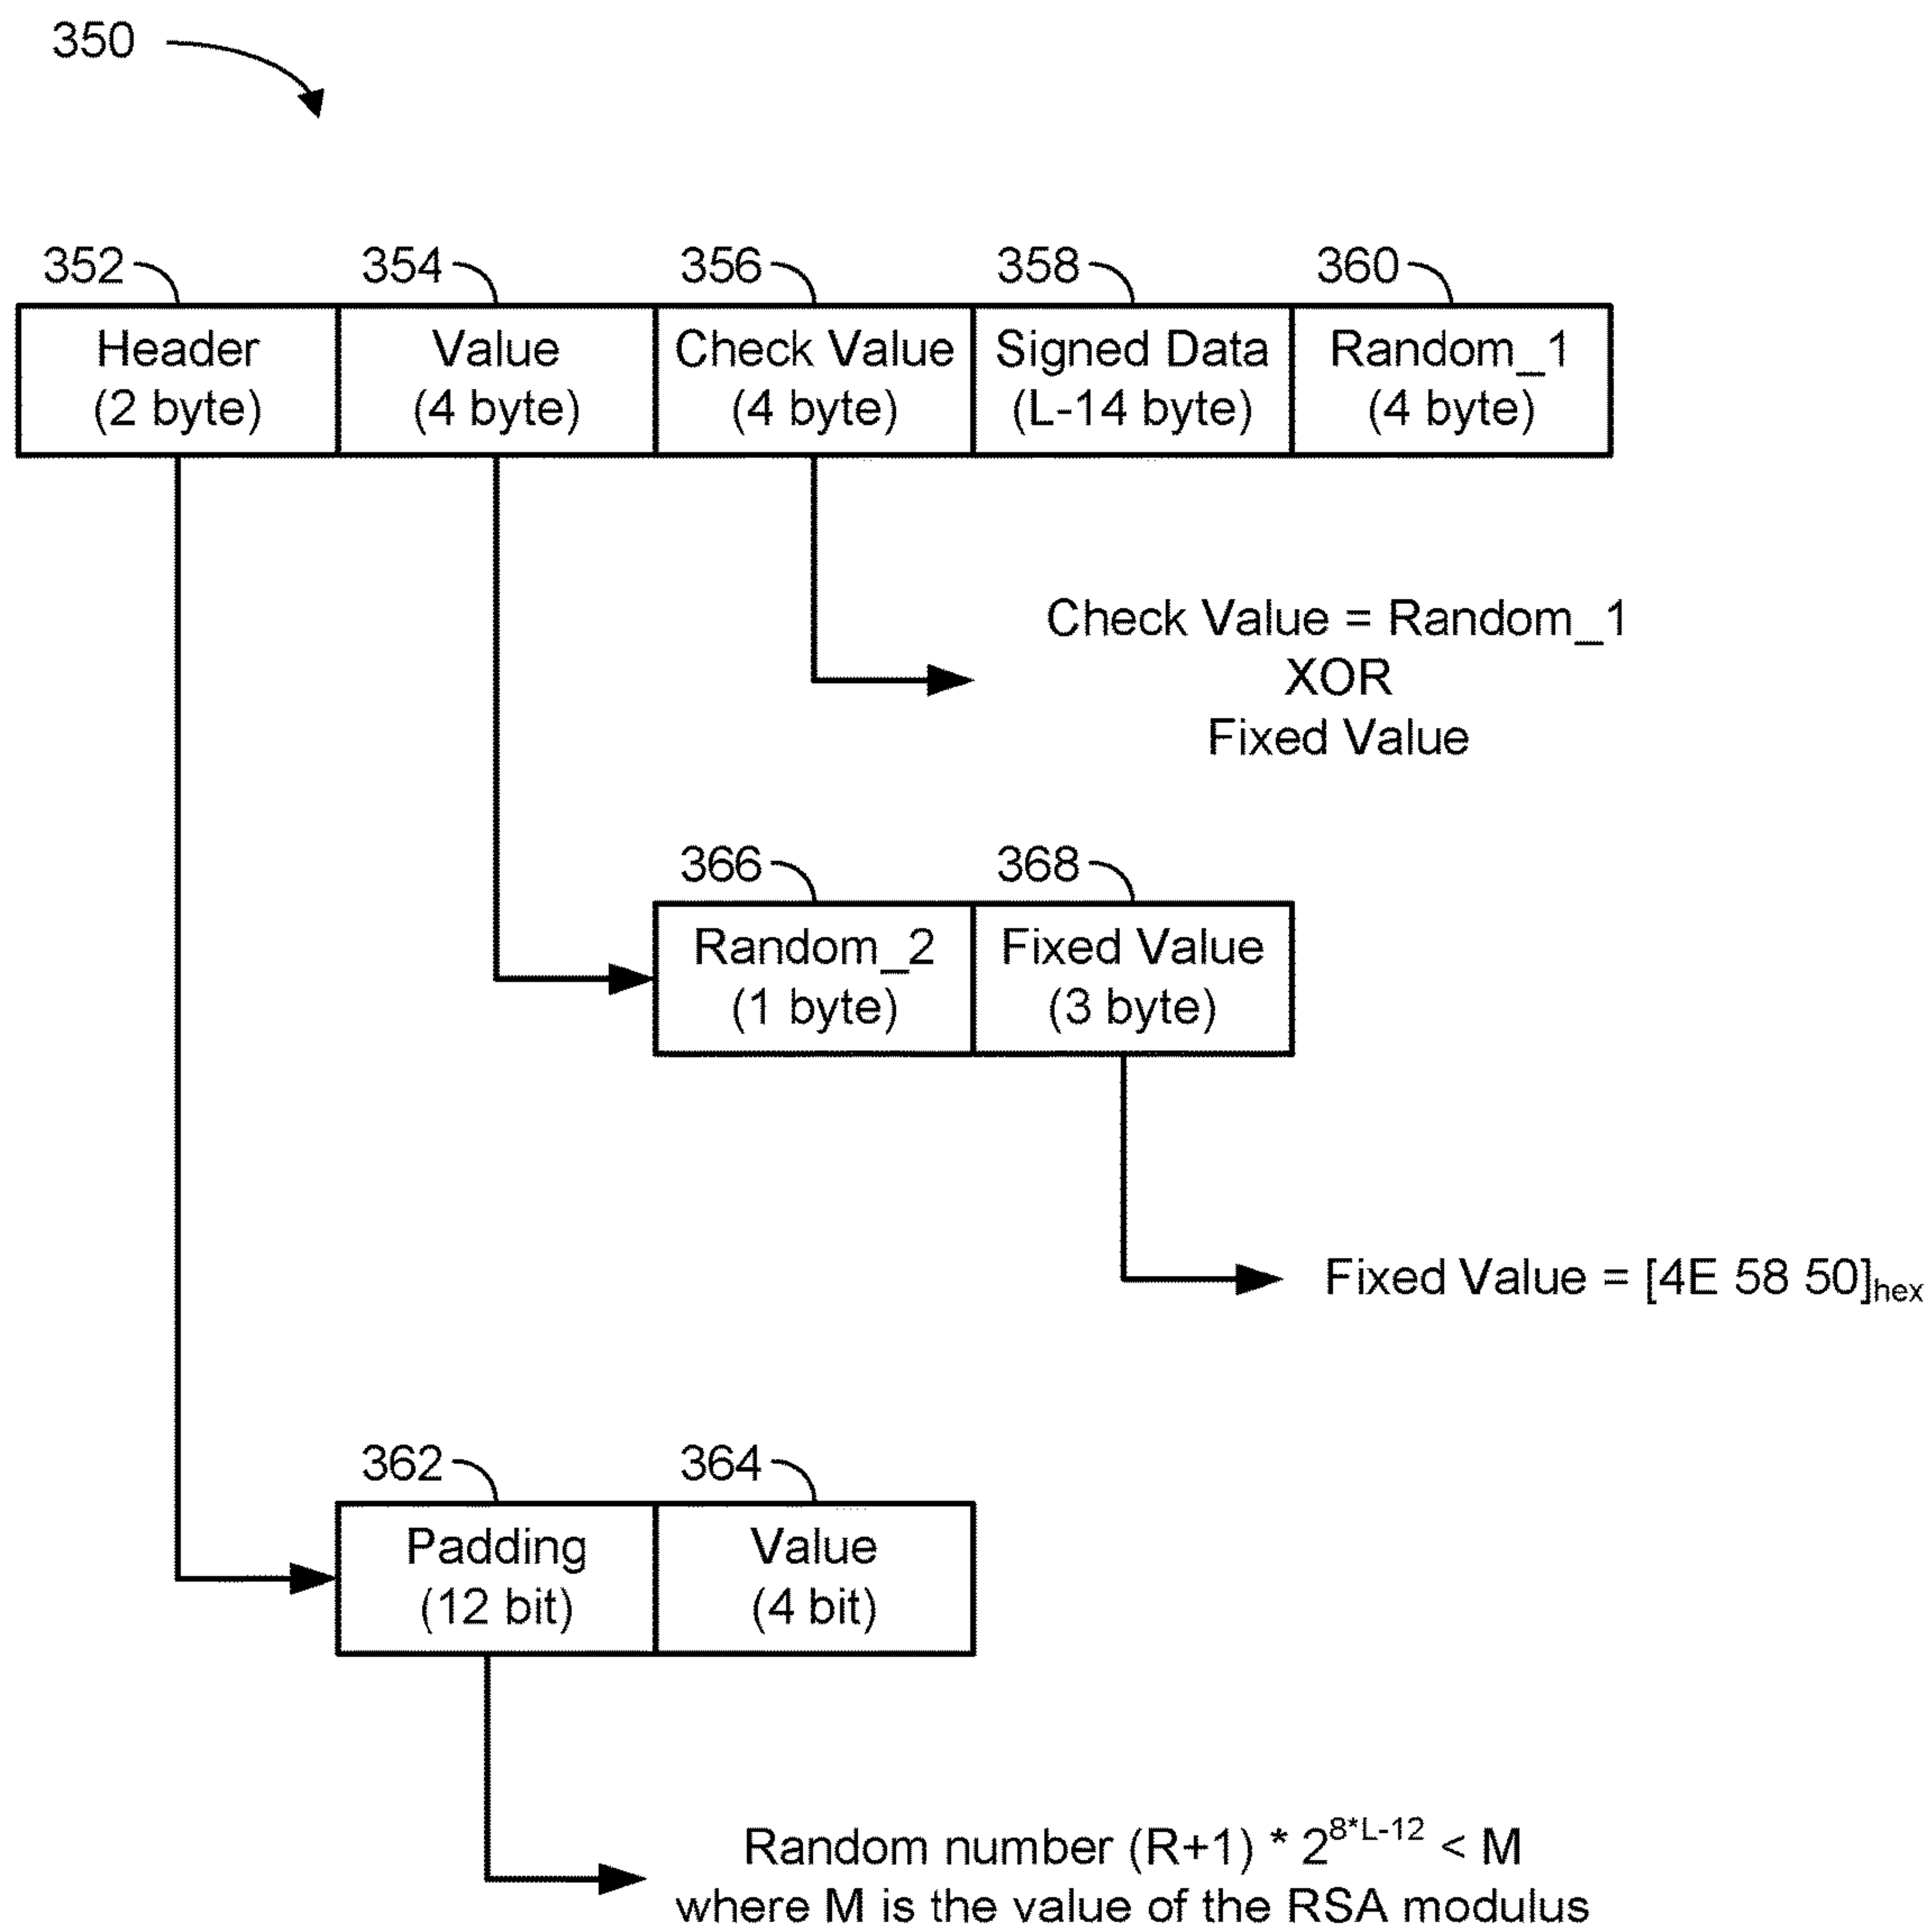 350
352 354 356 358 360
Header Value Check Value Signed Data Random_1
(2 byte) (4 byte) (4 byte) (L-14 byte) (4 byte)
Check Value = Random_1
XOR
Fixed Value
366 368
Random_2 Fixed Value
(1 byte) (3 byte)
Fixed Value = [4E 58 50]hex
362 364
Padding Value
(12 bit) (4 bit)
Random number (R+1) * 2^8*L-12 < M
where M is the value of the RSA modulus